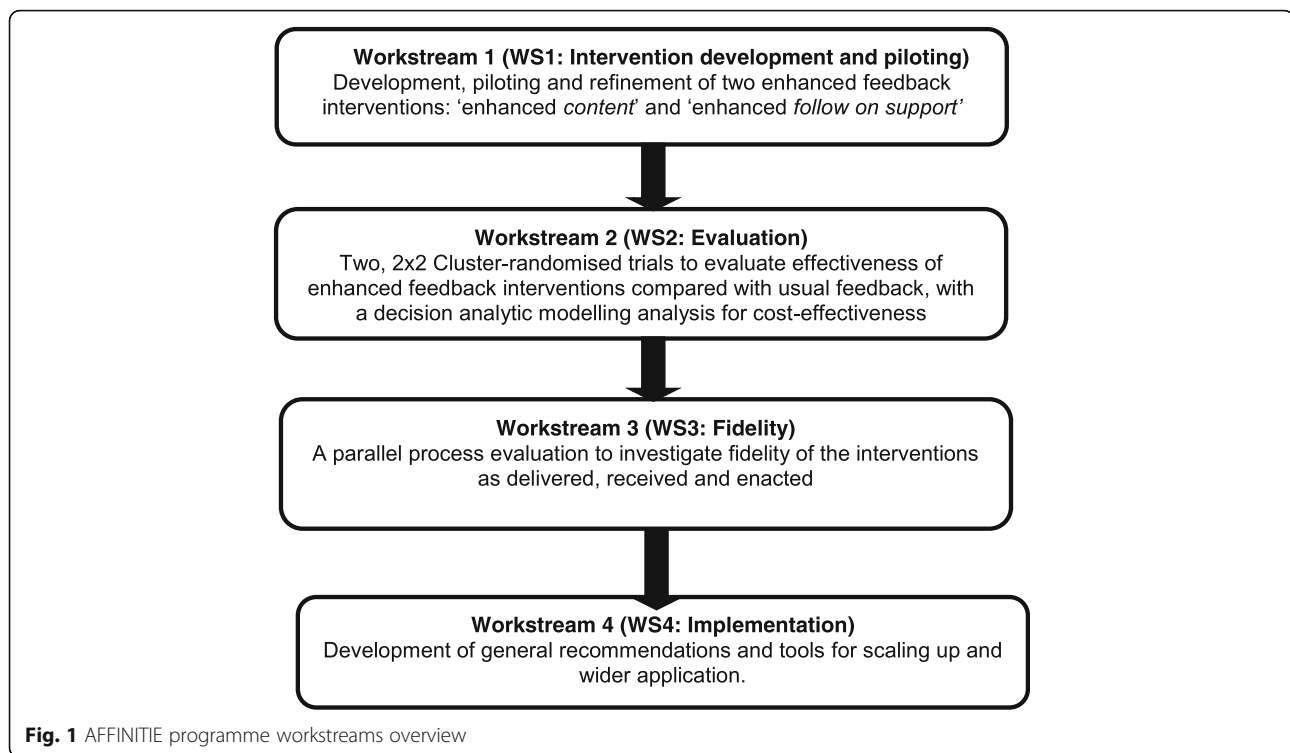 Workstream 1 (WS1: Intervention development and piloting)
Development, piloting and refinement of two enhanced feedback
interventions: ‘enhanced content’ and ‘enhanced follow on support’
Workstream 2 (WS2: Evaluation)
Two, 2x2 Cluster-randomised trials to evaluate effectiveness of
enhanced feedback interventions compared with usual feedback, with
a decision analytic modelling analysis for cost-effectiveness
Workstream 3 (WS3: Fidelity)
A parallel process evaluation to investigate fidelity of the interventions
as delivered, received and enacted
Workstream 4 (WS4: Implementation)
Development of general recommendations and tools for scaling up and
wider application.
Fig. 1 AFFINITIE programme workstreams overview